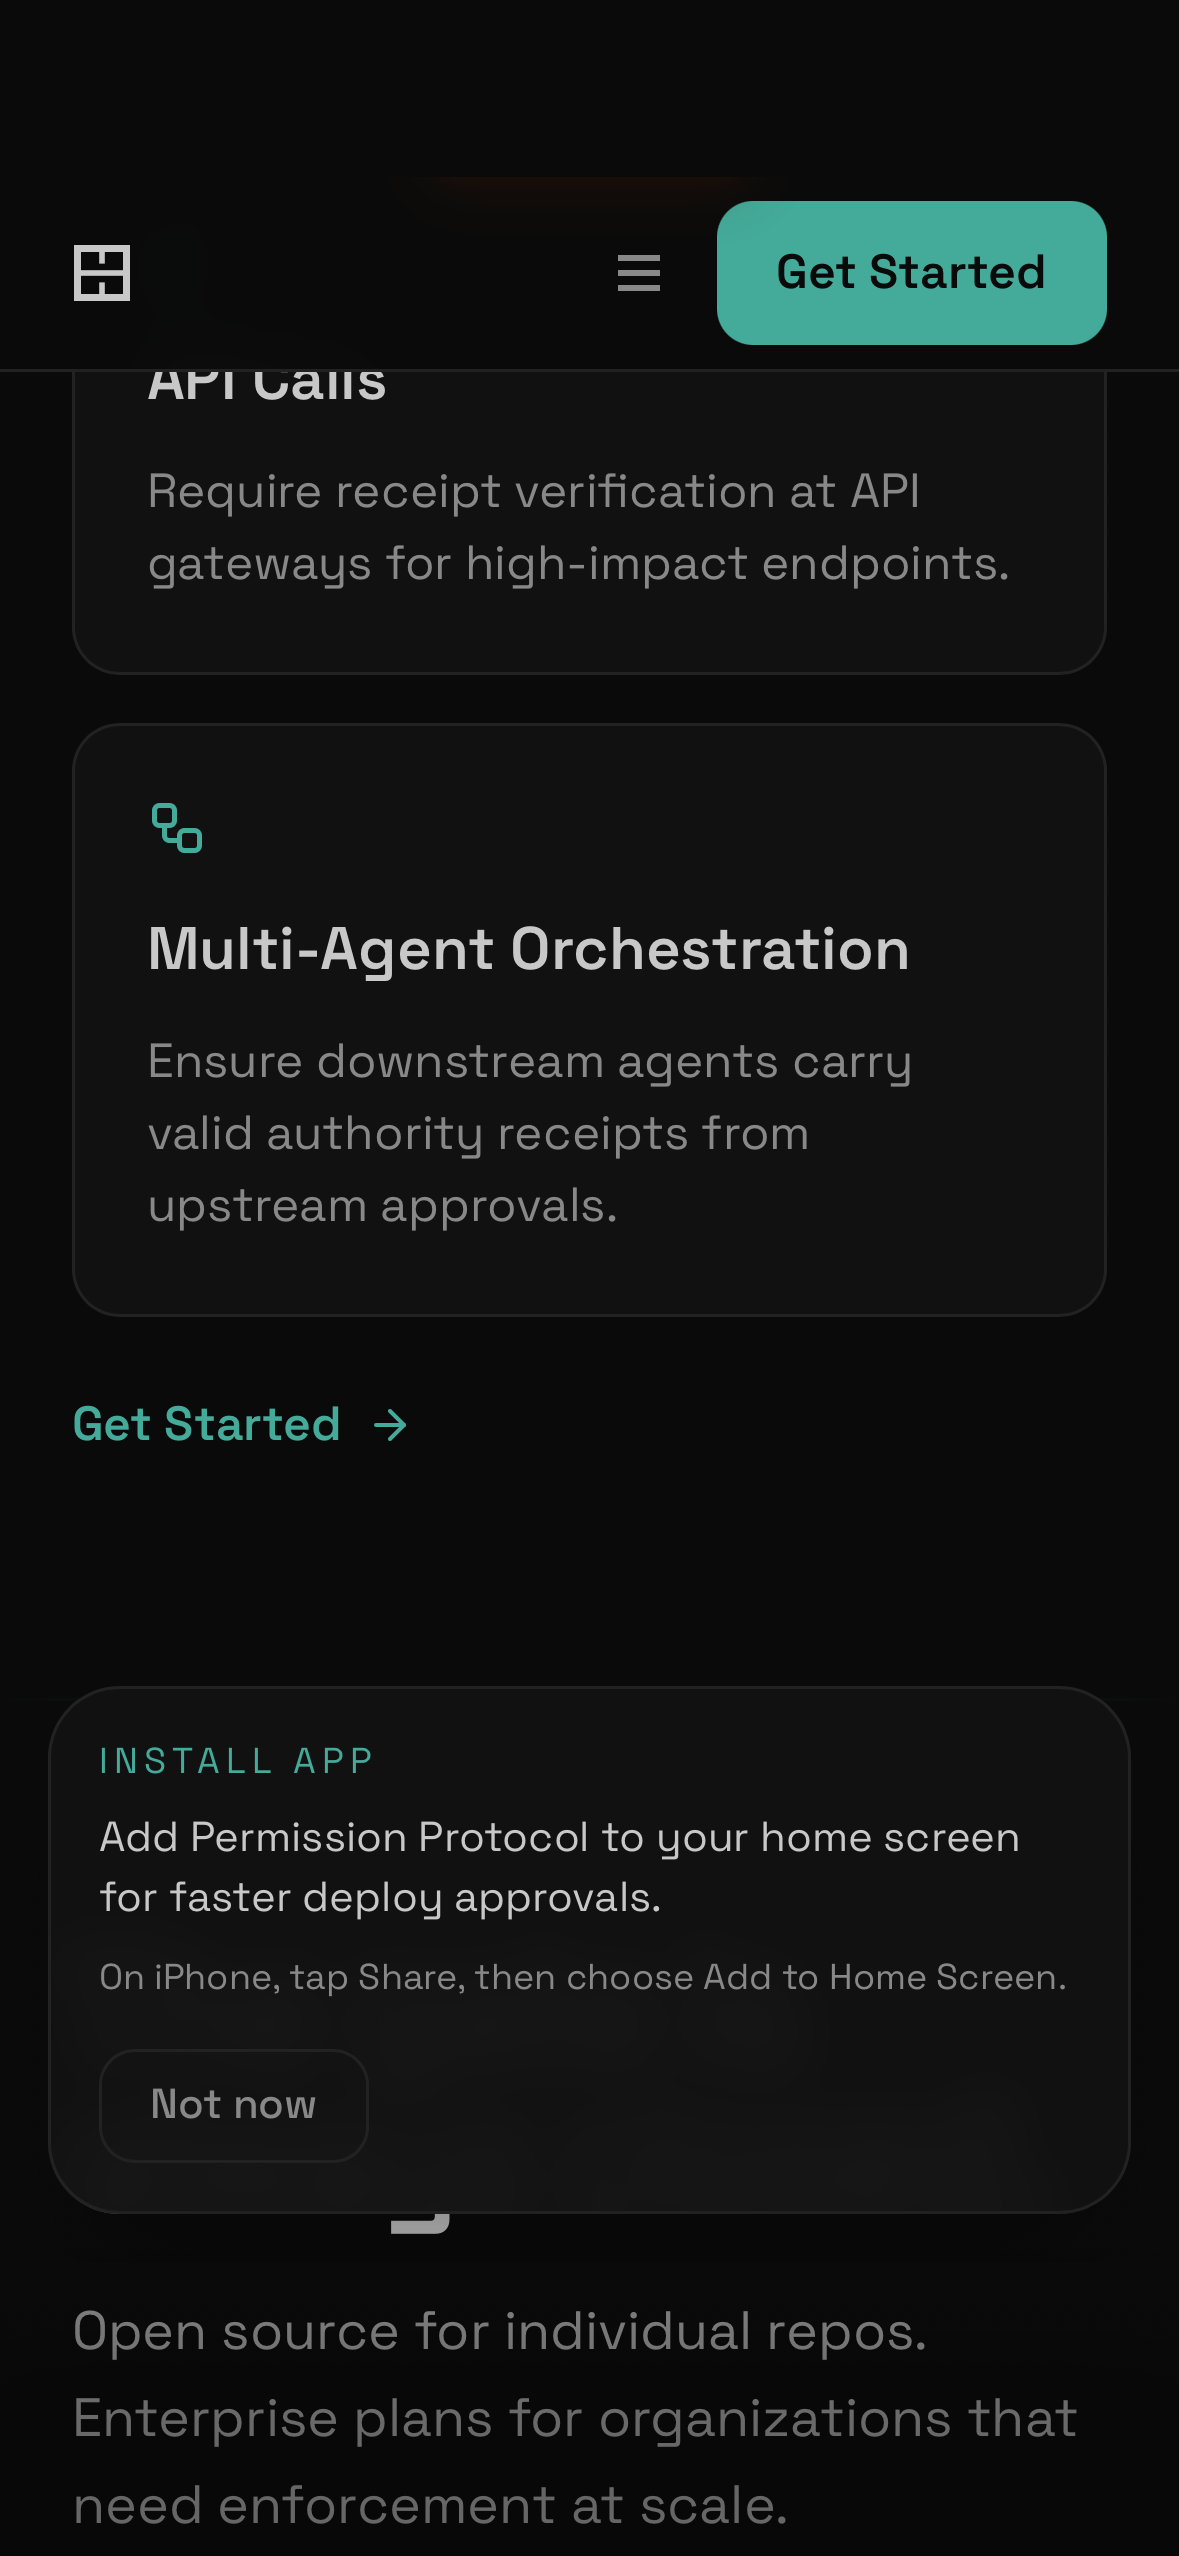 Get Started
API Calls
Require receipt verification at API
gateways for high-impact endpoints.
Multi-Agent Orchestration
Ensure downstream agents carry
valid authority receipts from
upstream approvals.
Get Started →
INSTALL APP
Add Permission Protocol to your home screen
for faster deploy approvals.
On iPhone, tap Share, then choose Add to Home Screen.
Not now
Open source for individual repos.
Enterprise plans for organizations that
need enforcement at scale.